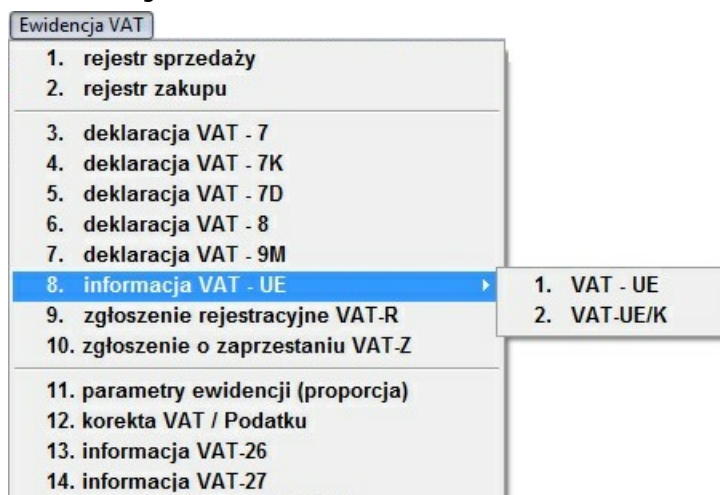 Ewidencja VAT
1. rejestr sprzedaży
2. rejestr zakupu
3. deklaracja VAT - 7
4. deklaracja VAT - 7K
5. deklaracja VAT - 7D
6. deklaracja VAT - 8
7. deklaracja VAT - 9M
8. informacja VAT - UE
1. VAT - UE
9. zgłoszenie rejestracyjne VAT-R
2. VAT-UE/K
10. zgłoszenie o zaprzestaniu VAT-Z
11. parametry ewidencji (proporcja)
12. korekta VAT / Podatku
13. informacja VAT-26
14. informacja VAT-27